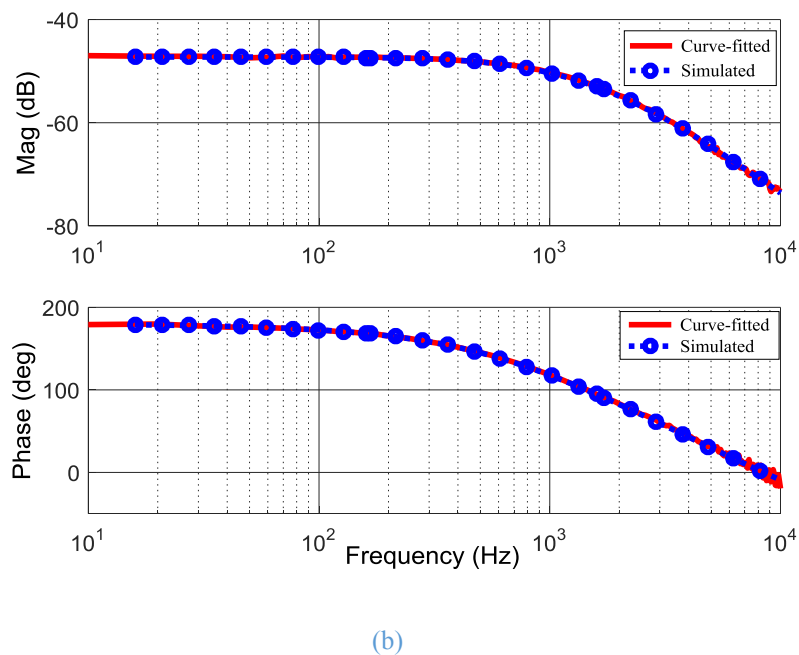 -40
-60
-80
Mag (dB)
Curve-fitted
Simulated
10^1 10^2 10^3 10^4
200
100
0
Phase (deg)
Curve-fitted
Simulated
10^1 10^2 10^3 10^4
Frequency (Hz)
(b)